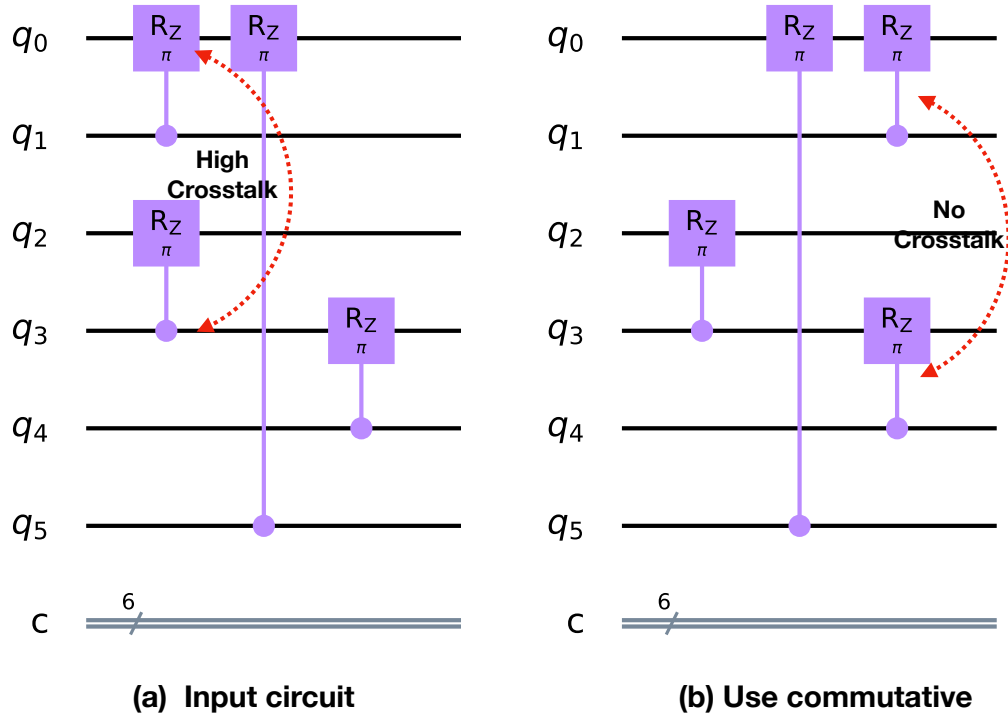 q0 RZ π RZ π
q1
High
Crosstalk
q2 RZ π
q3 RZ π
q4
q5
6
c
(a) Input circuit
q0 RZ π RZ π
q1
q2 RZ π
No
Crosstalk
q3 RZ π
q4
q5
6
c
(b) Use commutative